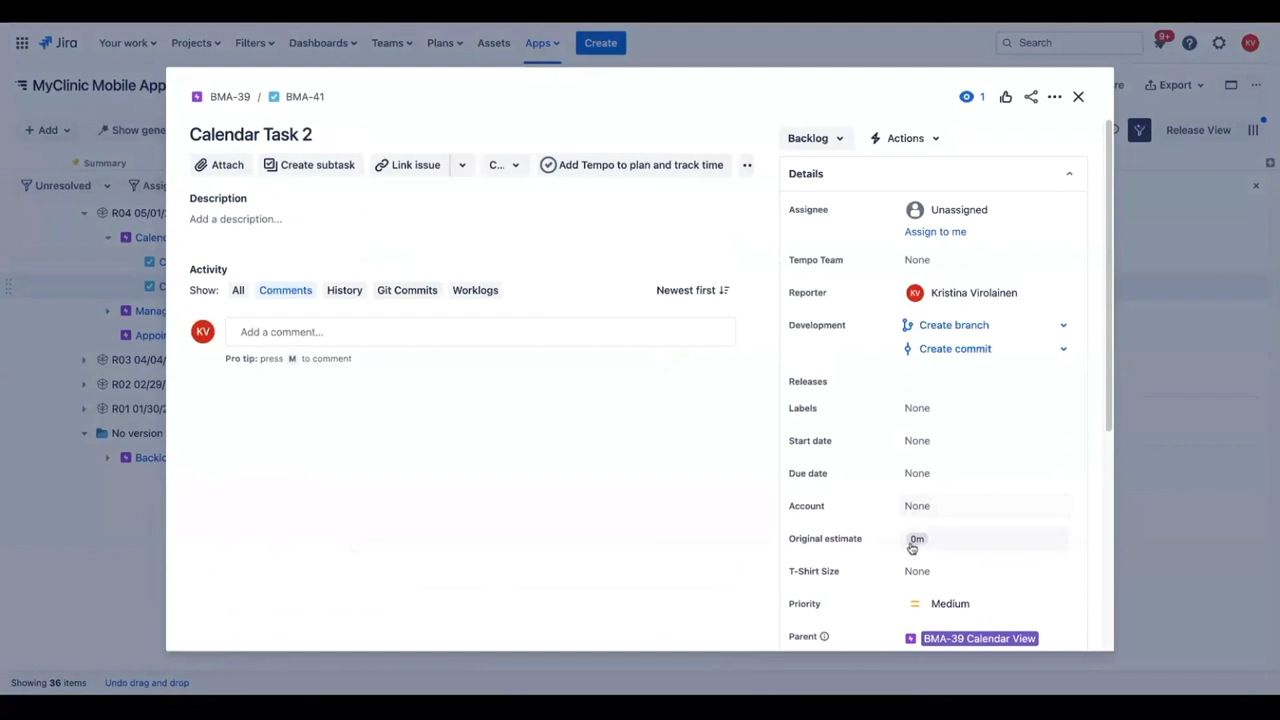 Jira Your work Projects Filters Dashboards Teams Plans Assets Apps Create Search 9+ KV
MyClinic Mobile App
Export
Add
Release View
Summary
Unresolved
R04 05/01/
R03 04/04/
R02 02/29/
R01 01/30/
No version
BMA-39 / BMA-41
1
Calendar Task 2
Attach Create subtask Link issue C... Add Tempo to plan and track time
Description
Add a description...
Activity
Show: All Comments History Git Commits Worklogs Newest first
KV Add a comment...
Pro tip: press M to comment
Backlog Actions
Details
Assignee Unassigned
Assign to me
Tempo Team None
Reporter KV Kristina Virolainen
Development Create branch
Create commit
Releases
Labels None
Start date None
Due date None
Account None
Original estimate 0m
T-Shirt Size None
Priority Medium
Parent BMA-39 Calendar View
Showing 36 items Undo drag and drop